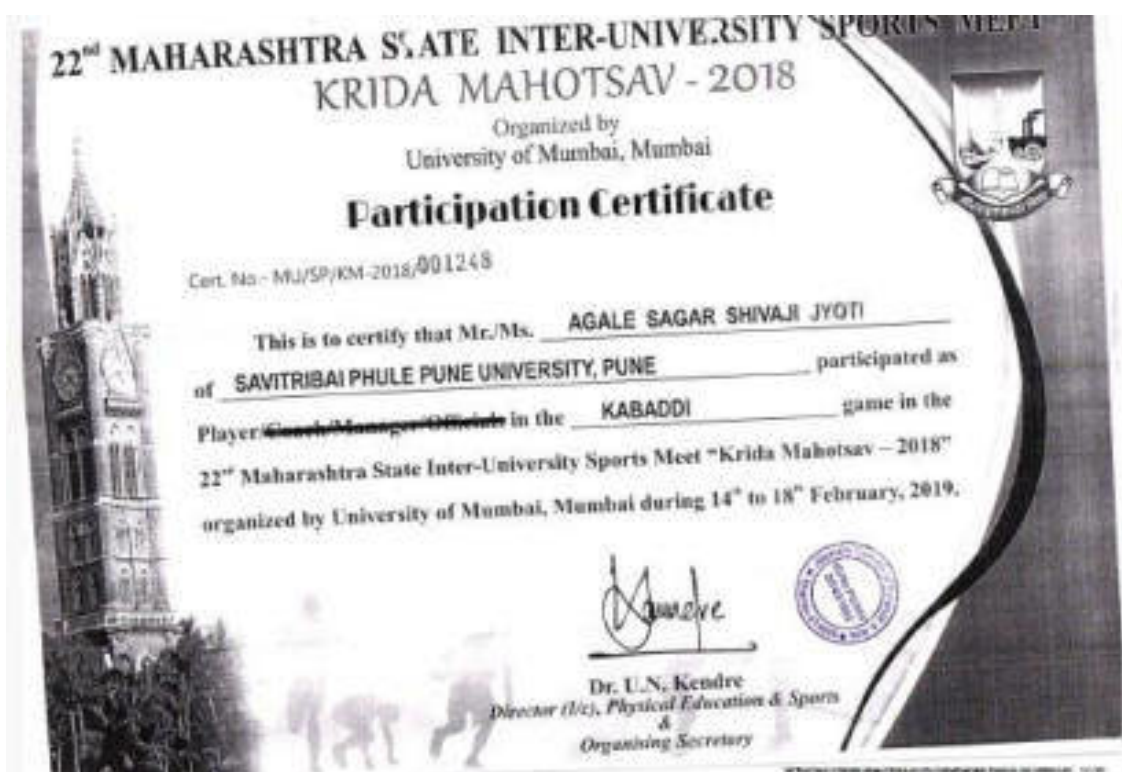 22nd MAHARASHTRA STATE INTER-UNIVERSITY SPORTS MEET
KRIDA MAHOTSAV - 2018
Organized by
University of Mumbai, Mumbai
Participation Certificate
Cert. No.- MU/SP/KM-2018/001248
This is to certify that Mr./Ms. AGALE SAGAR SHIVAJI JYOTI
of SAVITRIBAI PHULE PUNE UNIVERSITY, PUNE participated as
Player/Coach/Manager/Officials in the KABADDI game in the
22nd Maharashtra State Inter-University Sports Meet "Krida Mahotsav – 2018"
organized by University of Mumbai, Mumbai during 14th to 18th February, 2019.
Dr. U.N. Kendre
Director (I/c), Physical Education & Sports
&
Organising Secretary